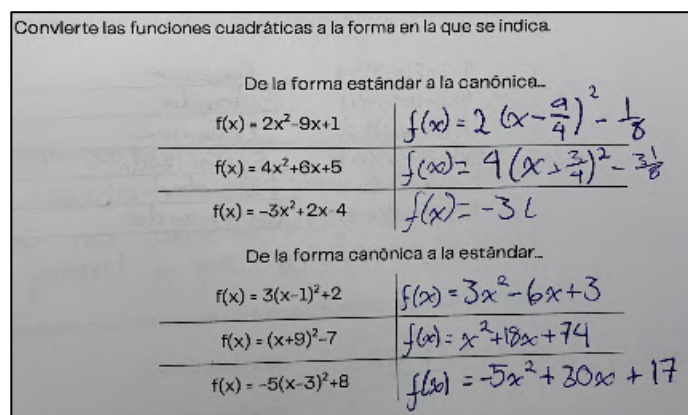 Convierte las funciones cuadráticas a la forma en la que se indica.
De la forma estándar a la canónica...
f(x) = 2x²-9x+1 f(x) = 2 (x - 9/4)² - 1/8
f(x) = 4x²+6x+5 f(x) = 4 (x + 3/4)² - 31/8
f(x) = -3x²+2x-4 f(x) = -3 (
De la forma canónica a la estándar...
f(x) = 3(x-1)²+2 f(x) = 3x² - 6x + 3
f(x) = (x+9)²-7 f(x) = x² + 18x + 74
f(x) = -5(x-3)²+8 f(x) = -5x² + 30x + 17